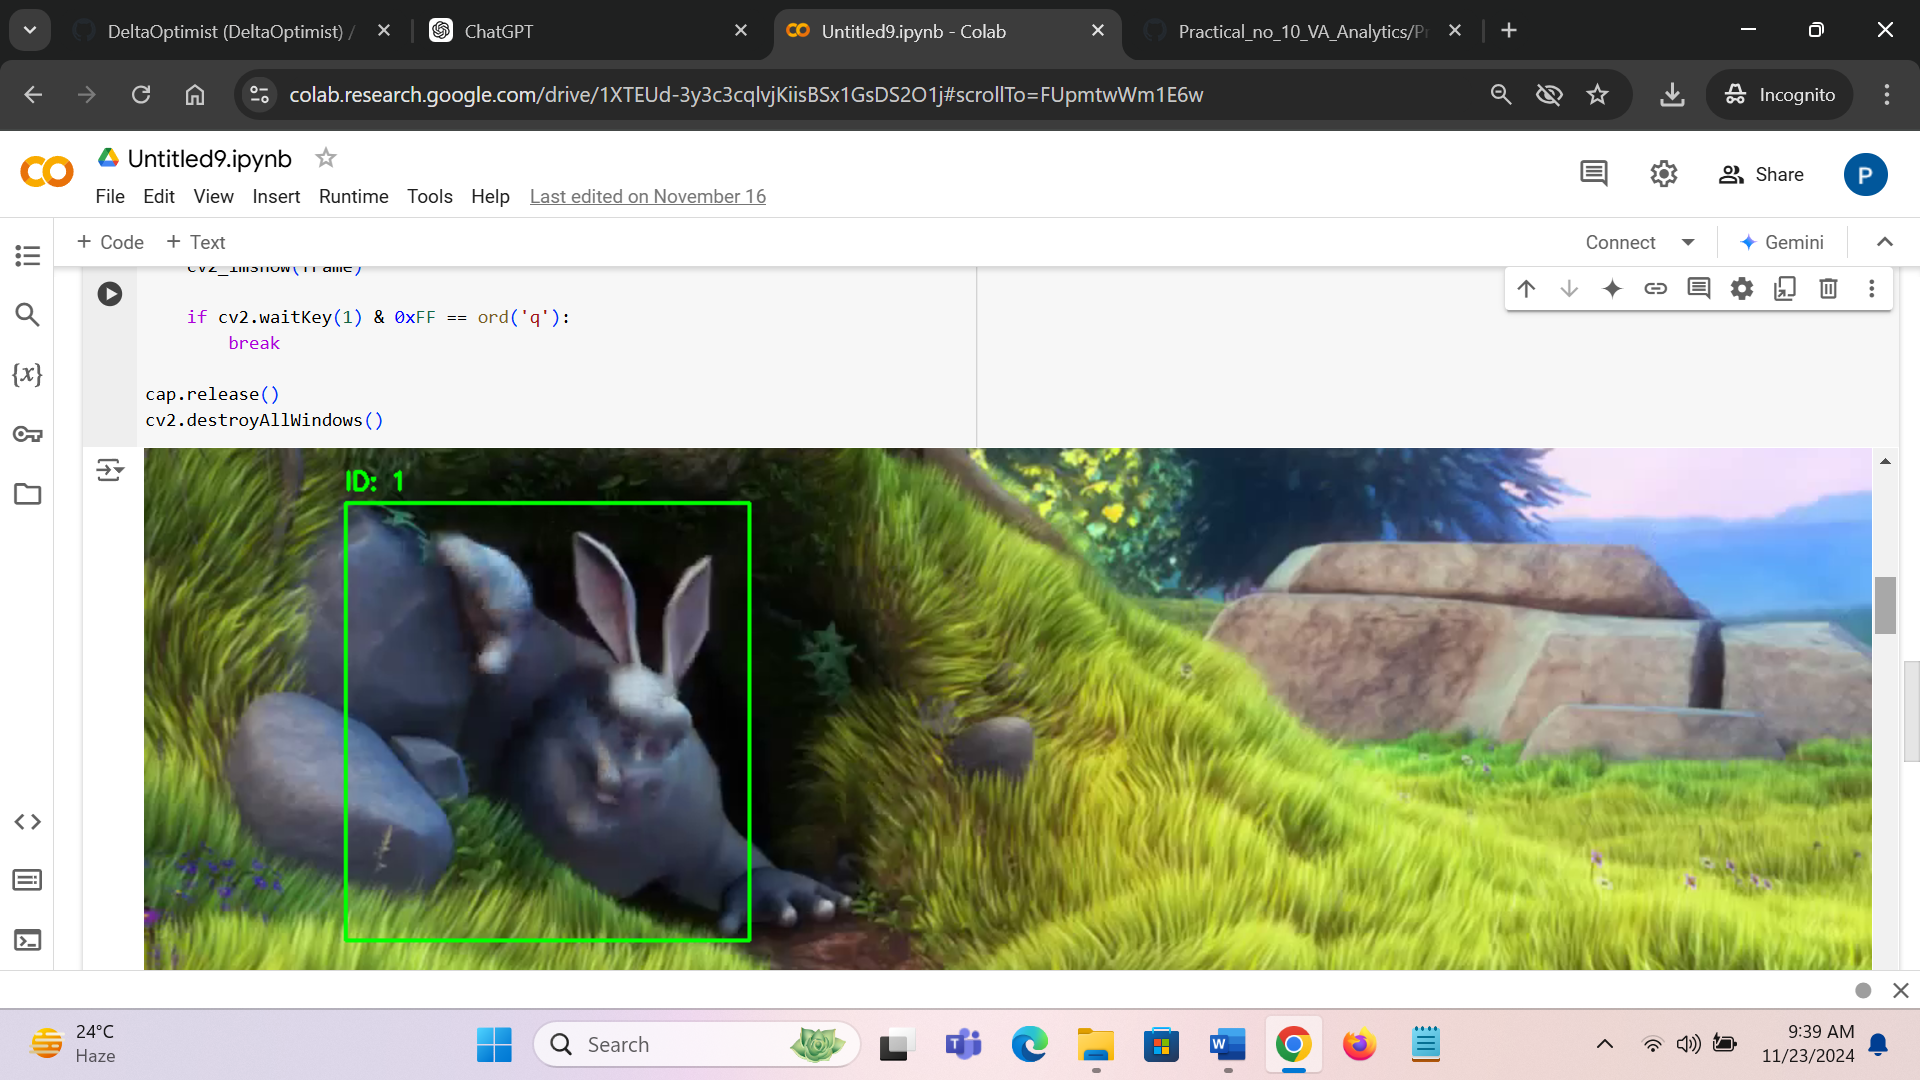 DeltaOptimist (DeltaOptimist) /
ChatGPT
Untitled9.ipynb - Colab
Practical_no_10_VA_Analytics/Pr
colab.research.google.com/drive/1XTEUd-3y3c3cqlvjKiisBSx1GsDS2O1j#scrollTo=FUpmtwWm1E6w
Incognito
Untitled9.ipynb
File Edit View Insert Runtime Tools Help Last edited on November 16
Share
P
+ Code + Text
Connect
Gemini
cv2_imshow(frame)
if cv2.waitKey(1) & 0xFF == ord('q'):
break
cap.release()
cv2.destroyAllWindows()
{x}
ID: 1
24°C
Haze
Search
9:39 AM
11/23/2024